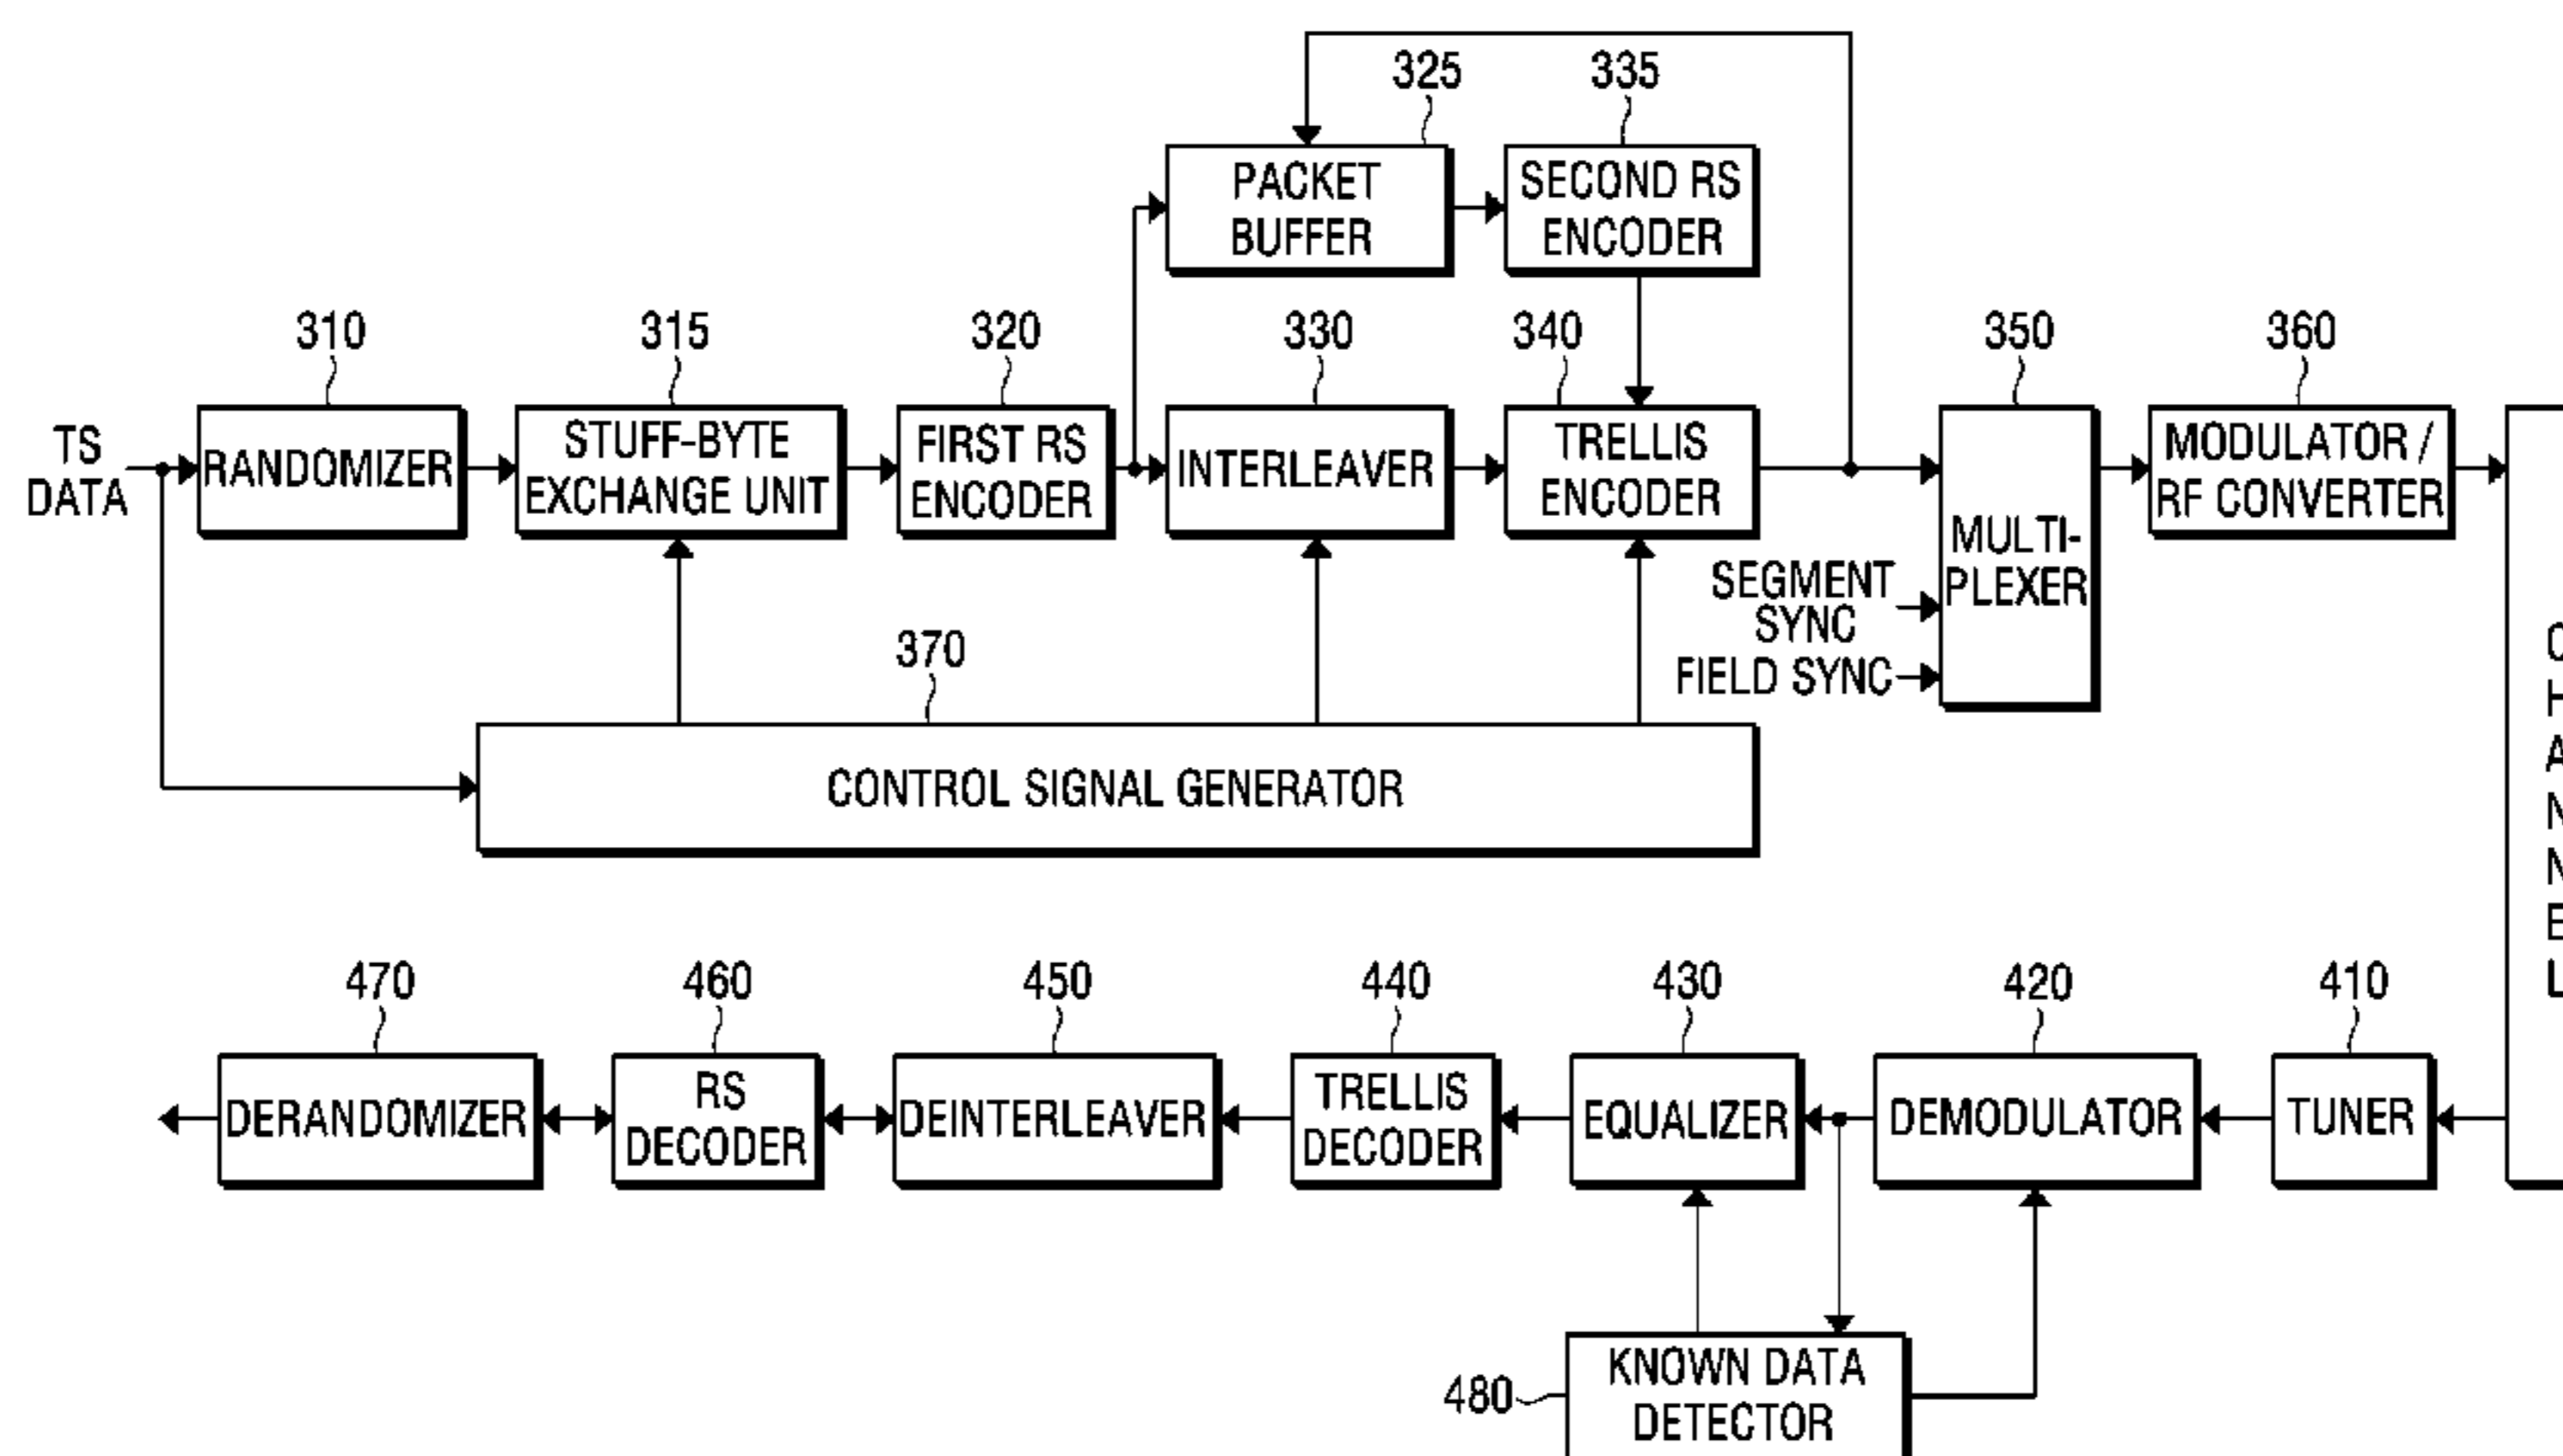 325
335
PACKET
BUFFER
SECOND RS
ENCODER
310
315
320
330
340
350
360
TS
DATA
RANDOMIZER
STUFF-BYTE
EXCHANGE UNIT
FIRST RS
ENCODER
INTERLEAVER
TRELLIS
ENCODER
MULTI-
PLEXER
MODULATOR /
RF CONVERTER
SEGMENT
SYNC
FIELD SYNC
370
CONTROL SIGNAL GENERATOR
C
H
A
N
N
E
L
470
460
450
440
430
420
410
DERANDOMIZER
RS
DECODER
DEINTERLEAVER
TRELLIS
DECODER
EQUALIZER
DEMODULATOR
TUNER
480
KNOWN DATA
DETECTOR